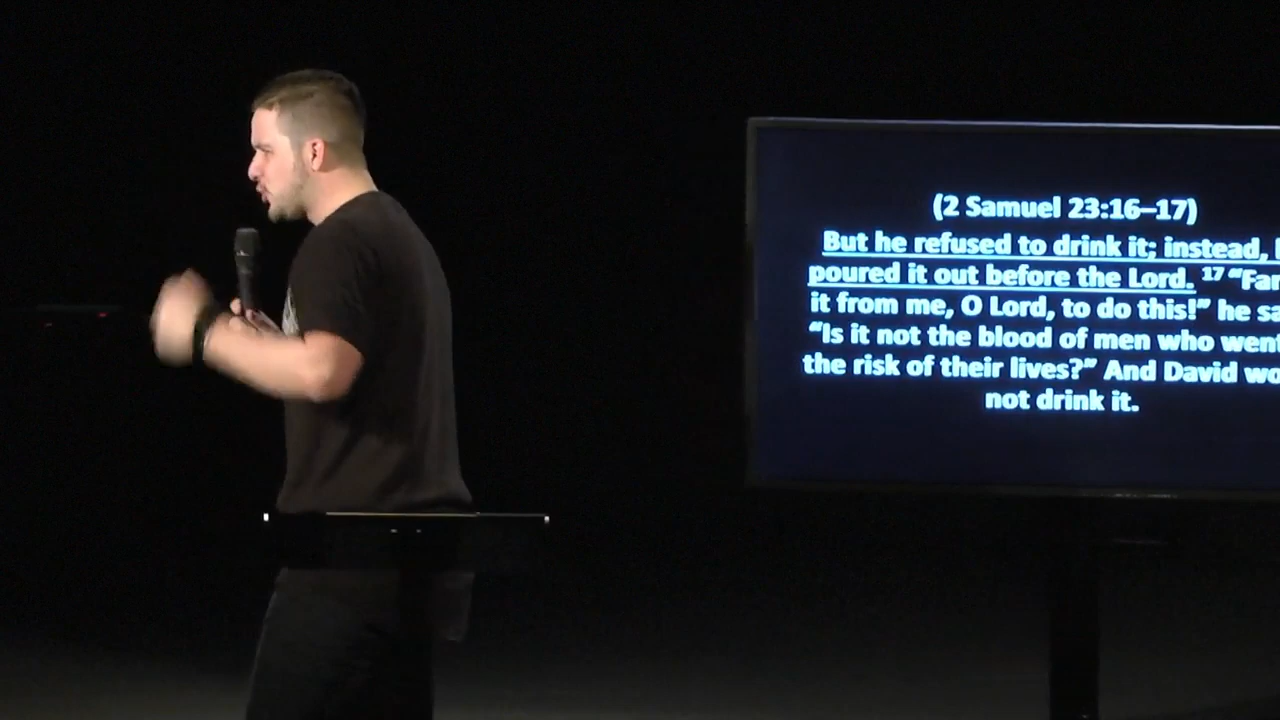 (2 Samuel 23:16–17)
But he refused to drink it; instead,
poured it out before the Lord. 17 “Far
it from me, O Lord, to do this!” he sa
“Is it not the blood of men who went
the risk of their lives?” And David wo
not drink it.